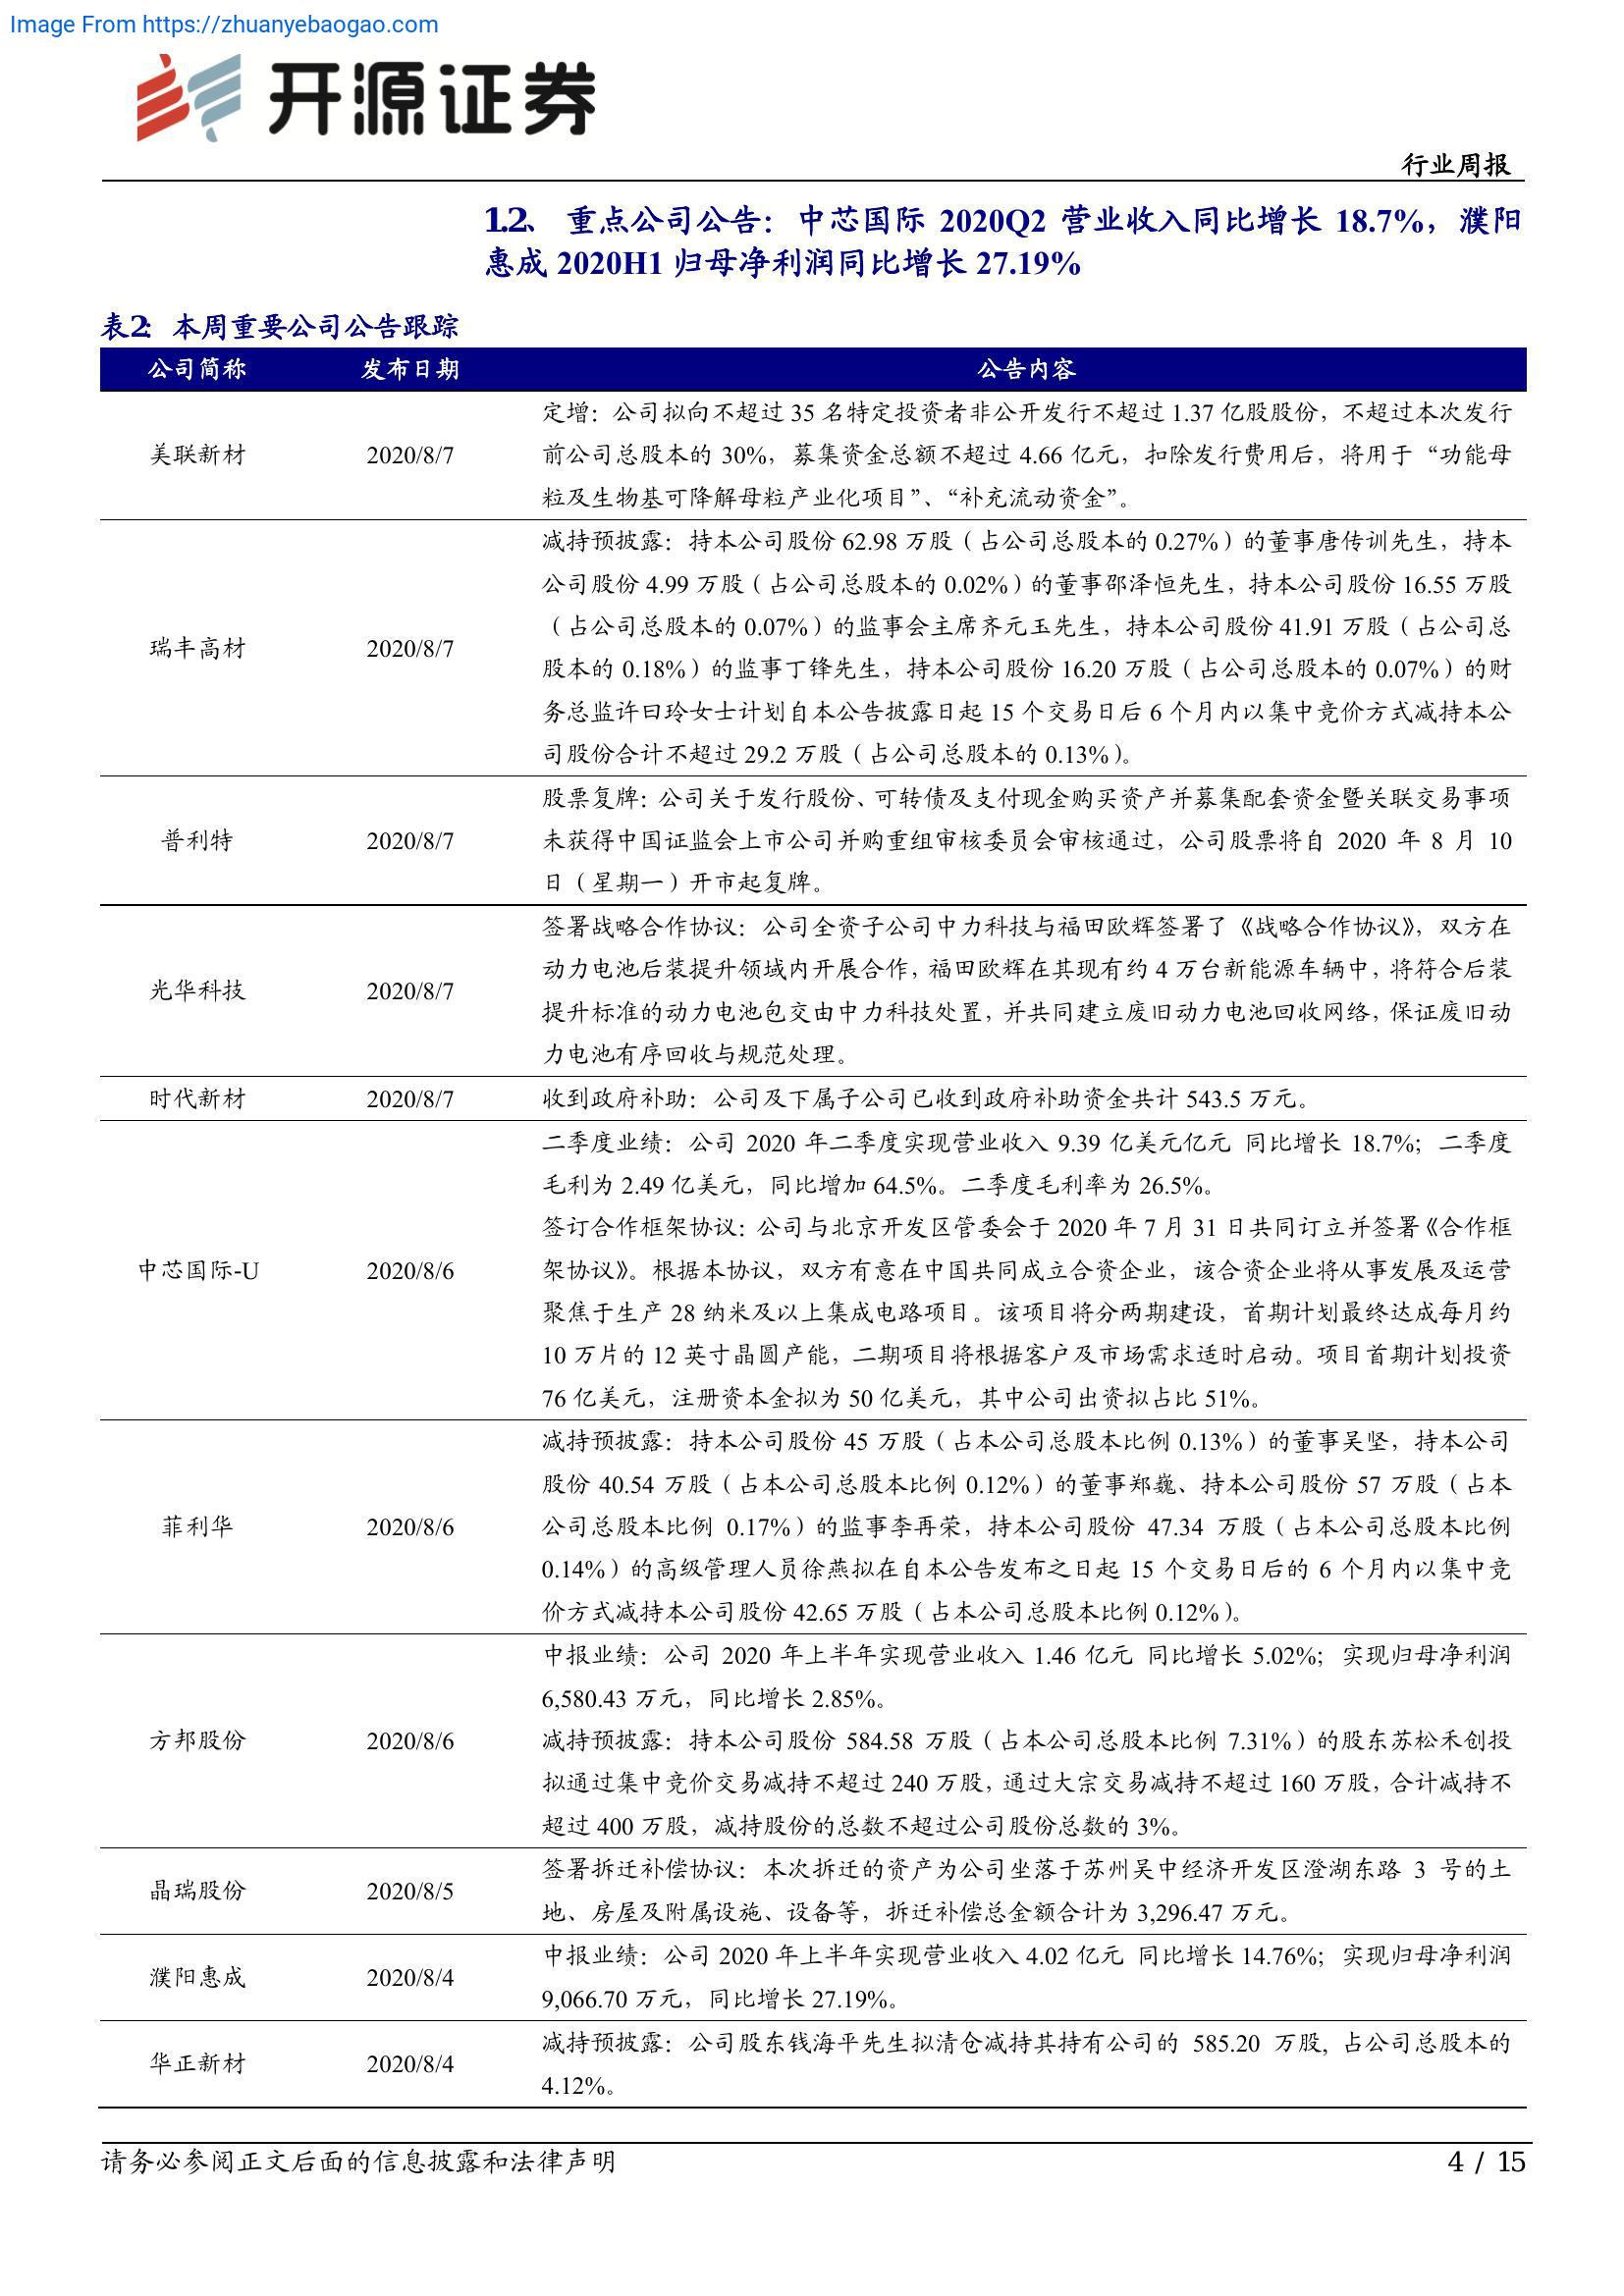 Image From https://zhuanyebaogao.com
开源证券
行业周报
1.2、 重点公司公告：中芯国际 2020Q2 营业收入同比增长 18.7%，濮阳
惠成 2020H1 归母净利润同比增长 27.19%
表2： 本周重要公司公告跟踪
公司简称 发布日期 公告内容
美联新材 2020/8/7 定增：公司拟向不超过 35 名特定投资者非公开发行不超过 1.37 亿股股份，不超过本次发行
前公司总股本的 30%，募集资金总额不超过 4.66 亿元，扣除发行费用后，将用于“功能母
粒及生物基可降解母粒产业化项目”、“补充流动资金”。
瑞丰高材 2020/8/7 减持预披露：持本公司股份 62.98 万股（占公司总股本的 0.27%）的董事唐传训先生，持本
公司股份 4.99 万股（占公司总股本的 0.02%）的董事邵泽恒先生，持本公司股份 16.55 万股
（占公司总股本的 0.07%）的监事会主席齐元玉先生，持本公司股份 41.91 万股（占公司总
股本的 0.18%）的监事丁锋先生，持本公司股份 16.20 万股（占公司总股本的 0.07%）的财
务总监许曰玲女士计划自本公告披露日起 15 个交易日后 6 个月内以集中竞价方式减持本公
司股份合计不超过 29.2 万股（占公司总股本的 0.13%）。
普利特 2020/8/7 股票复牌：公司关于发行股份、可转债及支付现金购买资产并募集配套资金暨关联交易事项
未获得中国证监会上市公司并购重组审核委员会审核通过，公司股票将自 2020 年 8 月 10
日（星期一）开市起复牌。
光华科技 2020/8/7 签署战略合作协议：公司全资子公司中力科技与福田欧辉签署了《战略合作协议》，双方在
动力电池后装提升领域内开展合作，福田欧辉在其现有约 4 万台新能源车辆中，将符合后装
提升标准的动力电池包交由中力科技处置，并共同建立废旧动力电池回收网络，保证废旧动
力电池有序回收与规范处理。
时代新材 2020/8/7 收到政府补助：公司及下属子公司已收到政府补助资金共计 543.5 万元。
中芯国际-U 2020/8/6 二季度业绩：公司 2020 年二季度实现营业收入 9.39 亿美元亿元 同比增长 18.7%；二季度
毛利为 2.49 亿美元，同比增加 64.5%。二季度毛利率为 26.5%。
签订合作框架协议：公司与北京开发区管委会于 2020 年 7 月 31 日共同订立并签署《合作框
架协议》。根据本协议，双方有意在中国共同成立合资企业，该合资企业将从事发展及运营
聚焦于生产 28 纳米及以上集成电路项目。该项目将分两期建设，首期计划最终达成每月约
10 万片的 12 英寸晶圆产能，二期项目将根据客户及市场需求适时启动。项目首期计划投资
76 亿美元，注册资本金拟为 50 亿美元，其中公司出资拟占比 51%。
菲利华 2020/8/6 减持预披露：持本公司股份 45 万股（占本公司总股本比例 0.13%）的董事吴坚，持本公司
股份 40.54 万股（占本公司总股本比例 0.12%）的董事郑巍、持本公司股份 57 万股（占本
公司总股本比例 0.17%）的监事李再荣，持本公司股份 47.34 万股（占本公司总股本比例
0.14%）的高级管理人员徐燕拟在自本公告发布之日起 15 个交易日后的 6 个月内以集中竞
价方式减持本公司股份 42.65 万股（占本公司总股本比例 0.12%）。
方邦股份 2020/8/6 中报业绩：公司 2020 年上半年实现营业收入 1.46 亿元 同比增长 5.02%；实现归母净利润
6,580.43 万元，同比增长 2.85%。
减持预披露：持本公司股份 584.58 万股（占本公司总股本比例 7.31%）的股东苏松禾创投
拟通过集中竞价交易减持不超过 240 万股，通过大宗交易减持不超过 160 万股，合计减持不
超过 400 万股，减持股份的总数不超过公司股份总数的 3%。
晶瑞股份 2020/8/5 签署拆迁补偿协议：本次拆迁的资产为公司坐落于苏州吴中经济开发区澄湖东路 3 号的土
地、房屋及附属设施、设备等，拆迁补偿总金额合计为 3,296.47 万元。
濮阳惠成 2020/8/4 中报业绩：公司 2020 年上半年实现营业收入 4.02 亿元 同比增长 14.76%；实现归母净利润
9,066.70 万元，同比增长 27.19%。
华正新材 2020/8/4 减持预披露：公司股东钱海平先生拟清仓减持其持有公司的 585.20 万股, 占公司总股本的
4.12%。
请务必参阅正文后面的信息披露和法律声明 4 / 15